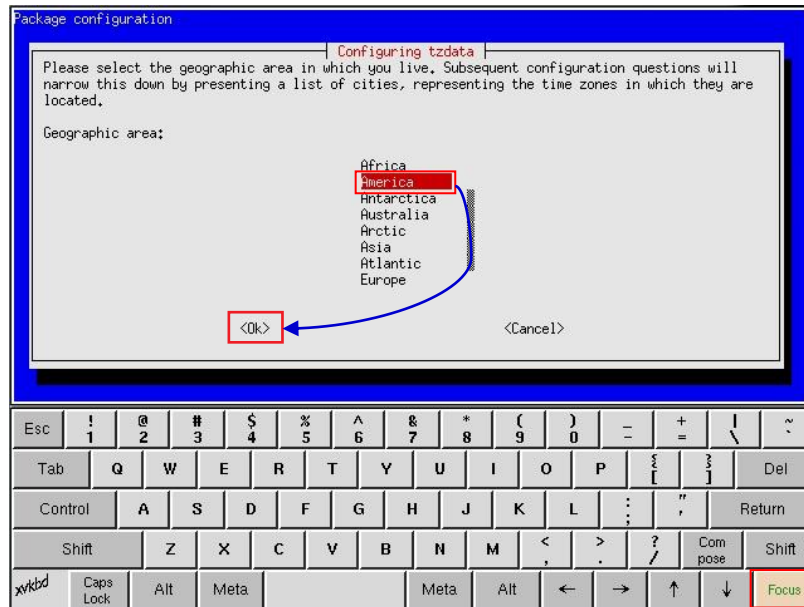 Package configuration
Configuring tzdata
Please select the geographic area in which you live. Subsequent configuration questions will
narrow this down by presenting a list of cities, representing the time zones in which they are
located.
Geographic area:
Africa
America
Antarctica
Australia
Arctic
Asia
Atlantic
Europe
<Ok> <Cancel>
Esc ! 1 @ 2 # 3 $ 4 % 5 ^ 6 & 7 * 8 ( 9 ) 0 _ - + = | \ ~ `
Tab Q W E R T Y U I O P { [ } ] Del
Control A S D F G H J K L : ; " ' Return
Shift Z X C V B N M < , > . ? / Com pose Shift
xvkbd Caps Lock Alt Meta Meta Alt ← → ↑ ↓ Focus